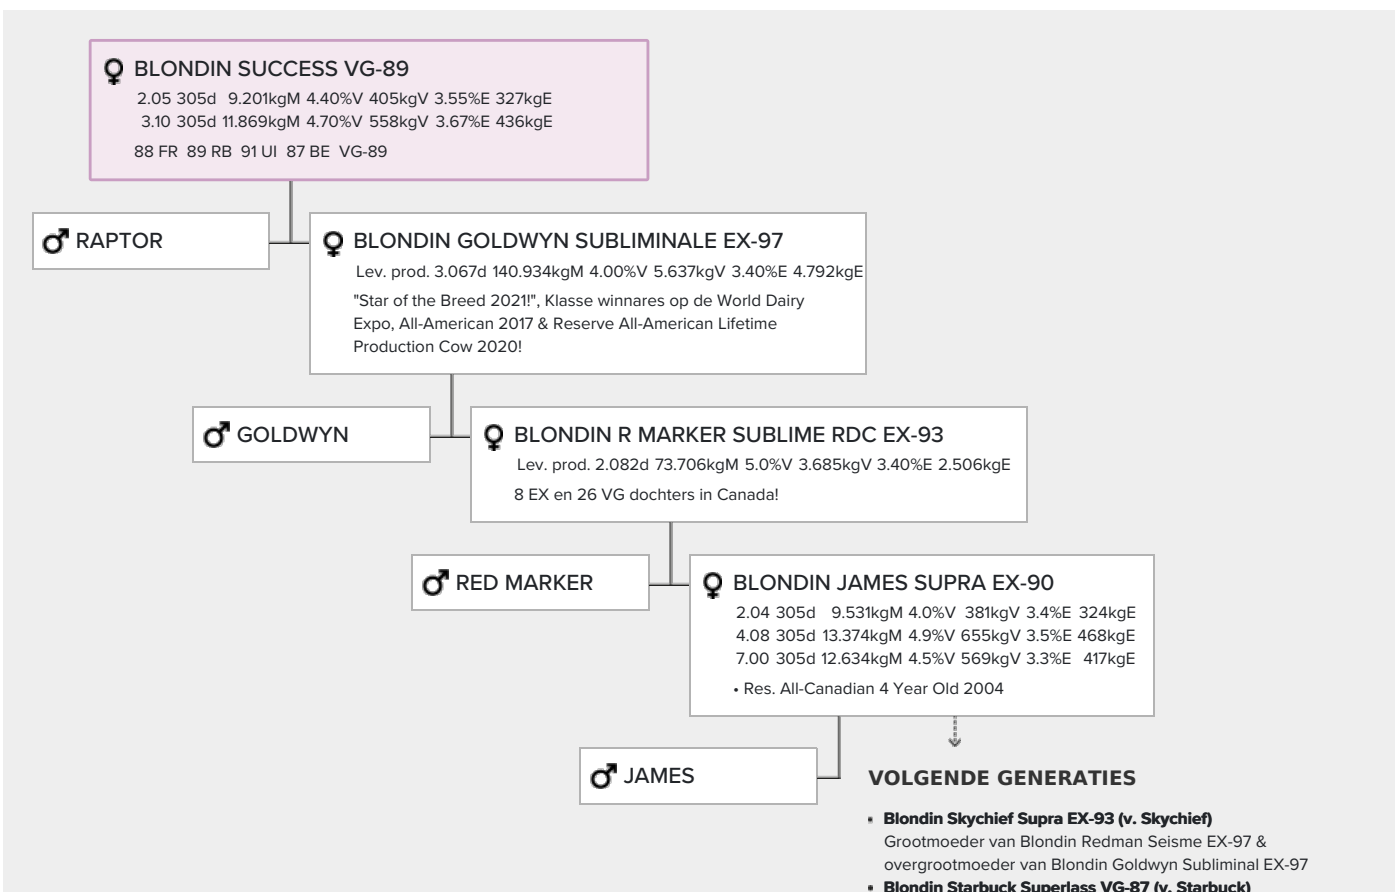 BLONDIN SUCCESS VG-89
2.05 305d 9.201kgM 4.40%V 405kgV 3.55%E 327kgE
3.10 305d 11.869kgM 4.70%V 558kgV 3.67%E 436kgE
88 FR 89 RB 91 UI 87 BE VG-89
RAPTOR
BLONDIN GOLDWYN SUBLIMINALE EX-97
Lev. prod. 3.067d 140.934kgM 4.00%V 5.637kgV 3.40%E 4.792kgE
"Star of the Breed 2021!", Klasse winnares op de World Dairy
Expo, All-American 2017 & Reserve All-American Lifetime
Production Cow 2020!
GOLDWYN
BLONDIN R MARKER SUBLIME RDC EX-93
Lev. prod. 2.082d 73.706kgM 5.0%V 3.685kgV 3.40%E 2.506kgE
8 EX en 26 VG dochters in Canada!
RED MARKER
BLONDIN JAMES SUPRA EX-90
2.04 305d 9.531kgM 4.0%V 381kgV 3.4%E 324kgE
4.08 305d 13.374kgM 4.9%V 655kgV 3.5%E 468kgE
7.00 305d 12.634kgM 4.5%V 569kgV 3.3%E 417kgE
• Res. All-Canadian 4 Year Old 2004
JAMES
VOLGENDE GENERATIES
▪ Blondin Skychief Supra EX-93 (v. Skychief)
Grootmoeder van Blondin Redman Seisme EX-97 &
overgrootmoeder van Blondin Goldwyn Subliminal EX-97
▪ Blondin Starbuck Superlass VG-87 (v. Starbuck)